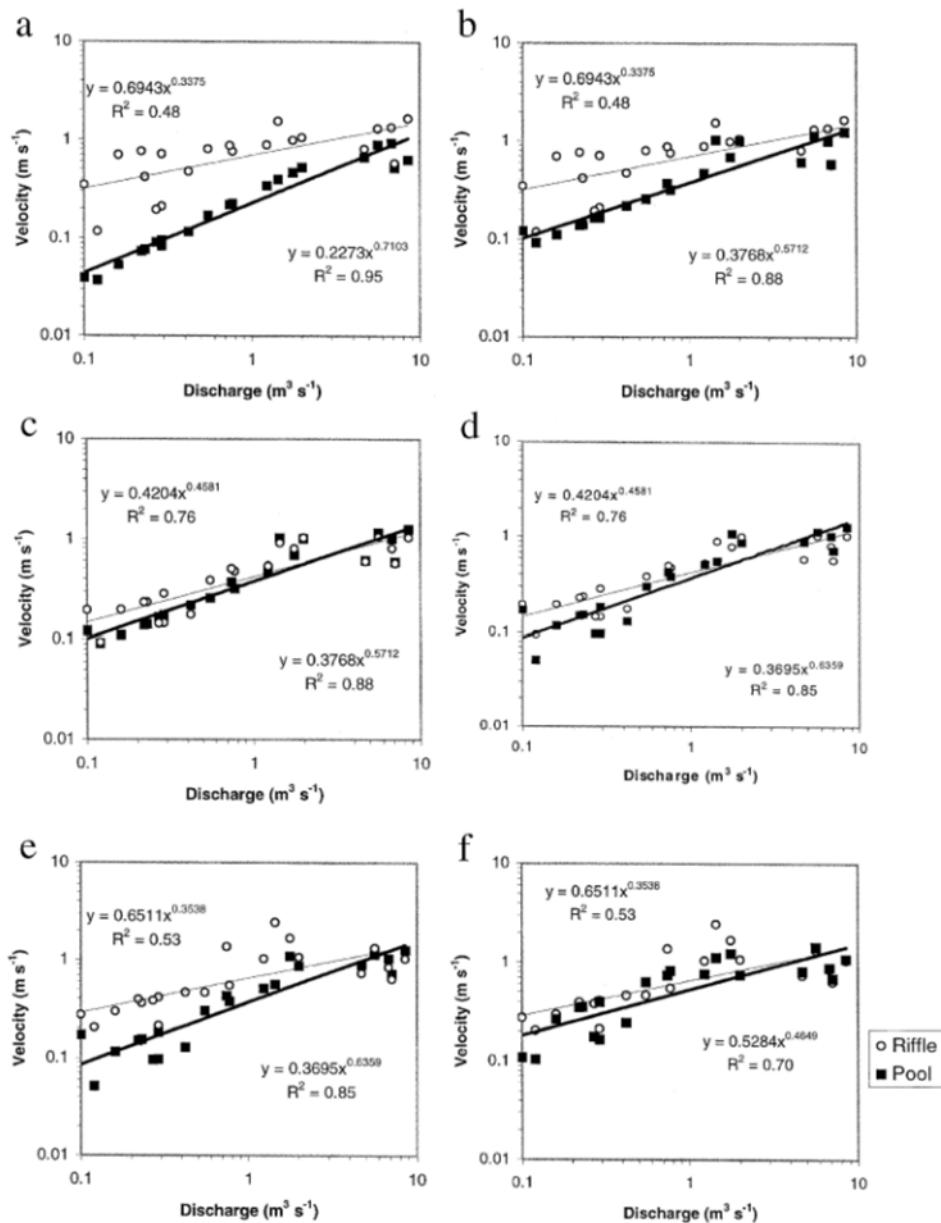 a
1
y = 0.6943x^0.3375
R² = 0.48
Velocity (m s⁻¹)
0.1
y = 0.2273x^0.7103
R² = 0.95
0.01
0.1
1
10
Discharge (m³ s⁻¹)
b
1
y = 0.6943x^0.3375
R² = 0.48
Velocity (m s⁻¹)
0.1
y = 0.3768x^0.5712
R² = 0.88
0.01
0.1
1
10
Discharge (m³ s⁻¹)
c
10
1
y = 0.4204x^0.4581
R² = 0.76
Velocity (m s⁻¹)
0.1
y = 0.3768x^0.5712
R² = 0.88
0.01
0.1
1
10
Discharge (m³ s⁻¹)
d
10
1
y = 0.4204x^0.4581
R² = 0.76
Velocity (m s⁻¹)
0.1
y = 0.3695x^0.6359
R² = 0.85
0.01
0.1
1
10
Discharge (m³ s⁻¹)
e
10
y = 0.6511x^0.3538
R² = 0.53
1
Velocity (m s⁻¹)
0.1
y = 0.3695x^0.6359
R² = 0.85
0.01
0.1
1
10
Discharge (m³ s⁻¹)
f
10
y = 0.6511x^0.3538
R² = 0.53
1
Velocity (m s⁻¹)
0.1
y = 0.5284x^0.4649
R² = 0.70
0.01
0.1
1
10
Discharge (m³ s⁻¹)
Riffle
Pool